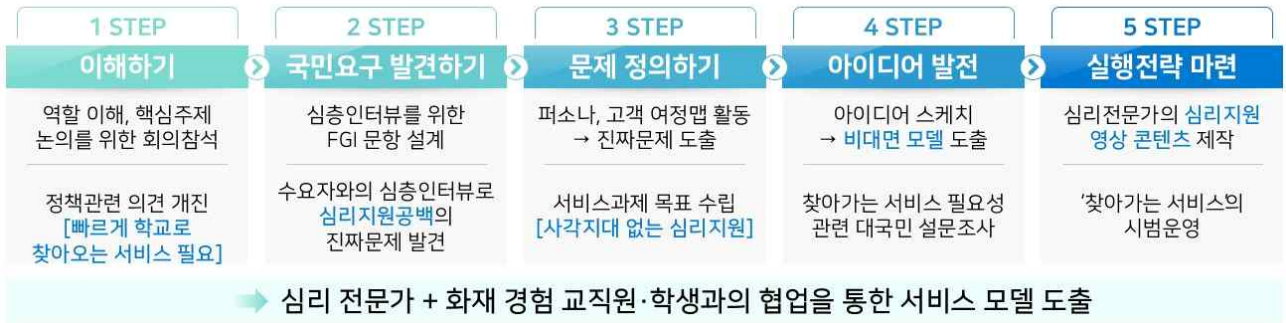 1 STEP
이해하기
역할 이해, 핵심주제
논의를 위한 회의참석
정책관련 의견 개진
[빠르게 학교로
찾아오는 서비스 필요]
2 STEP
국민요구 발견하기
심층인터뷰를 위한
FGI 문항 설계
수요자와의 심층인터뷰로
심리지원공백의
진짜문제 발견
3 STEP
문제 정의하기
퍼소나, 고객 여정맵 활동
→ 진짜문제 도출
서비스과제 목표 수립
[사각지대 없는 심리지원]
4 STEP
아이디어 발전
아이디어 스케치
→ 비대면 모델 도출
찾아가는 서비스 필요성
관련 대국민 설문조사
5 STEP
실행전략 마련
심리전문가의 심리지원
영상 콘텐츠 제작
'찾아가는 서비스'의
시범운영
심리 전문가 + 화재 경험 교직원·학생과의 협업을 통한 서비스 모델 도출